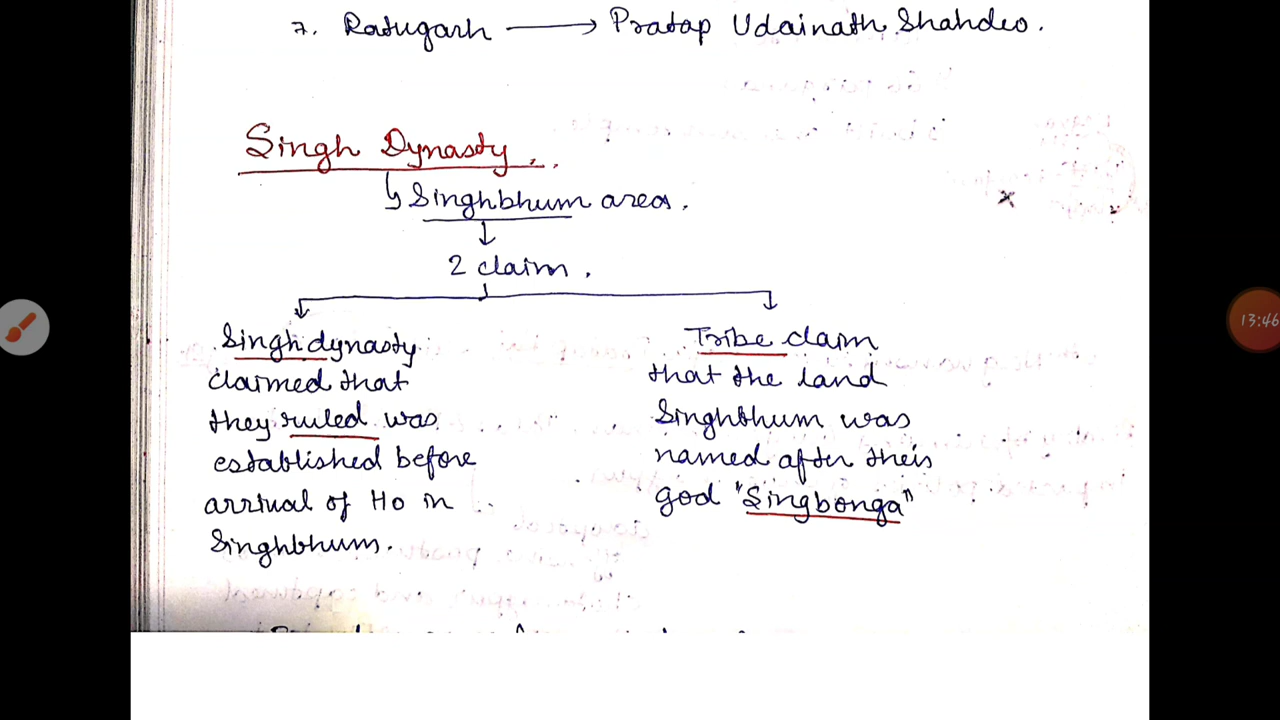 7. Ratugarh → Pratap Udainath Shahdeo.
Singh Dynasty
↳ Singhbhum area.
2 claim.
Singh dynasty
claimed that
they ruled was
established before
arrival of Ho in
Singhbhum.
Tribe claim
that the land
Singhbhum was
named after their
god "Singbonga"
13:46